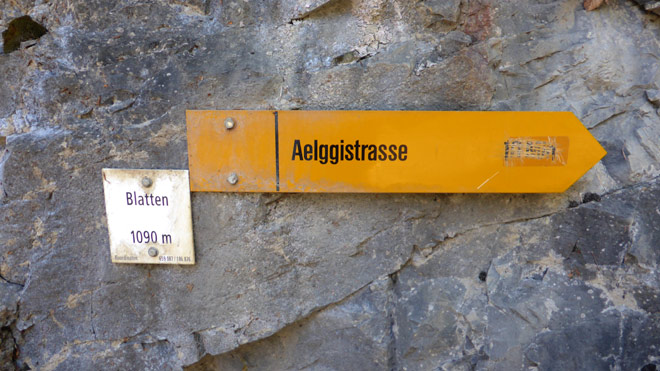 Aelggistrasse
Blatten
1090 m